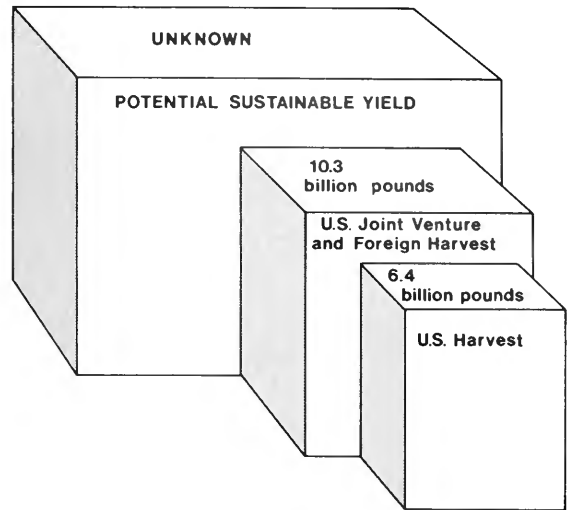 UNKNOWN
POTENTIAL SUSTAINABLE YIELD
10.3
billion pounds
U.S. Joint Venture
and Foreign Harvest
6.4
billion pounds
U.S. Harvest